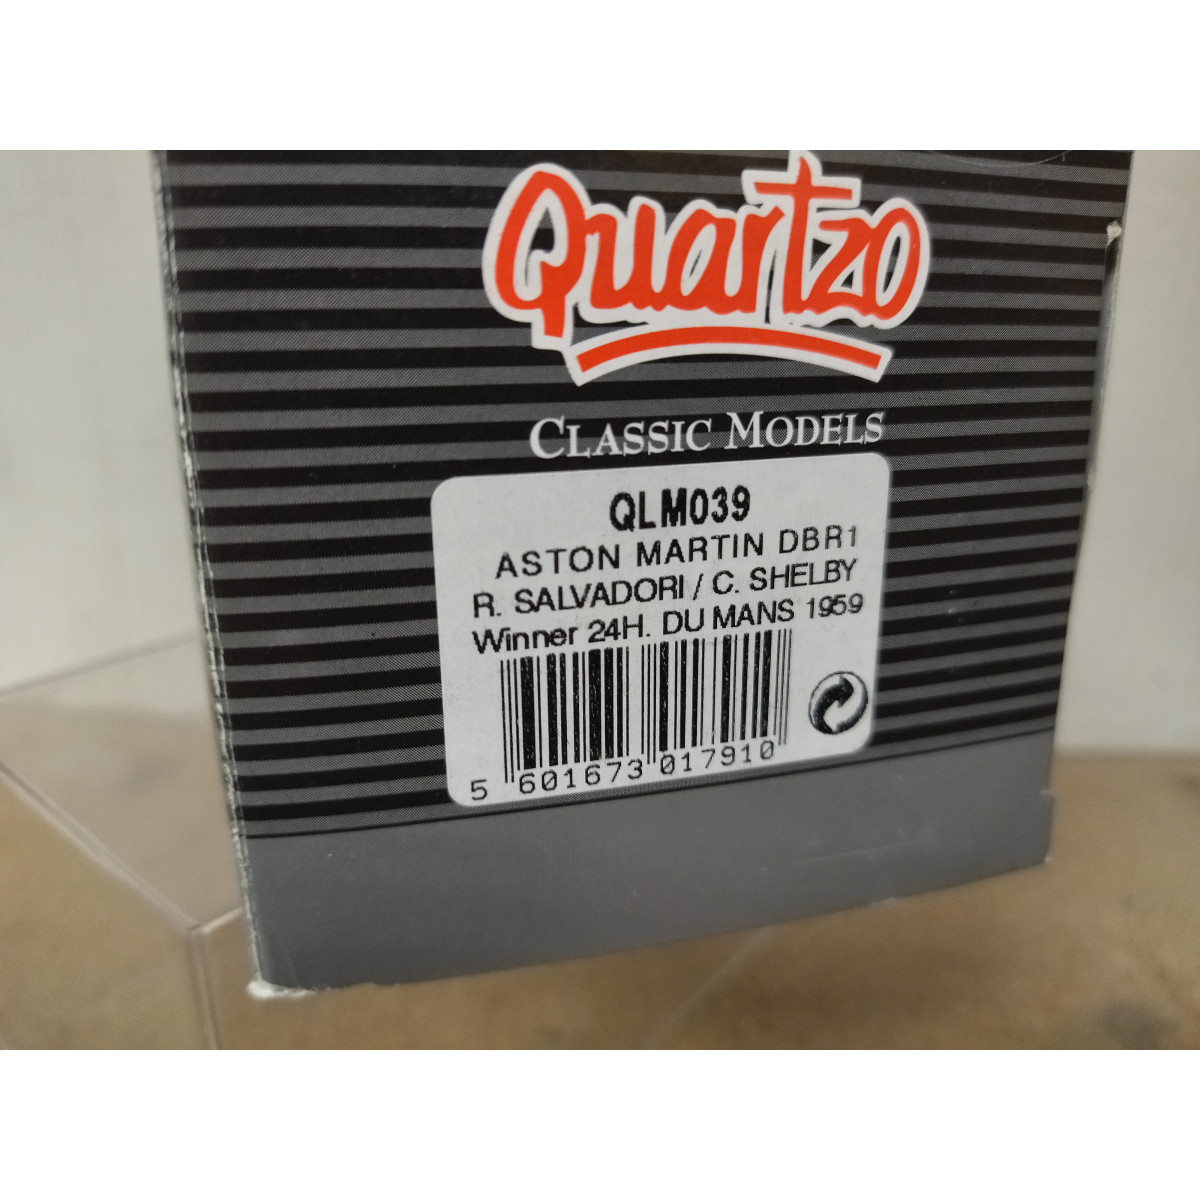 Quartzo
CLASSIC MODELS
QLM039
ASTON MARTIN DBR1
R. SALVADORI / C. SHELBY
Winner 24H. DU MANS 1959
5 601673 017910